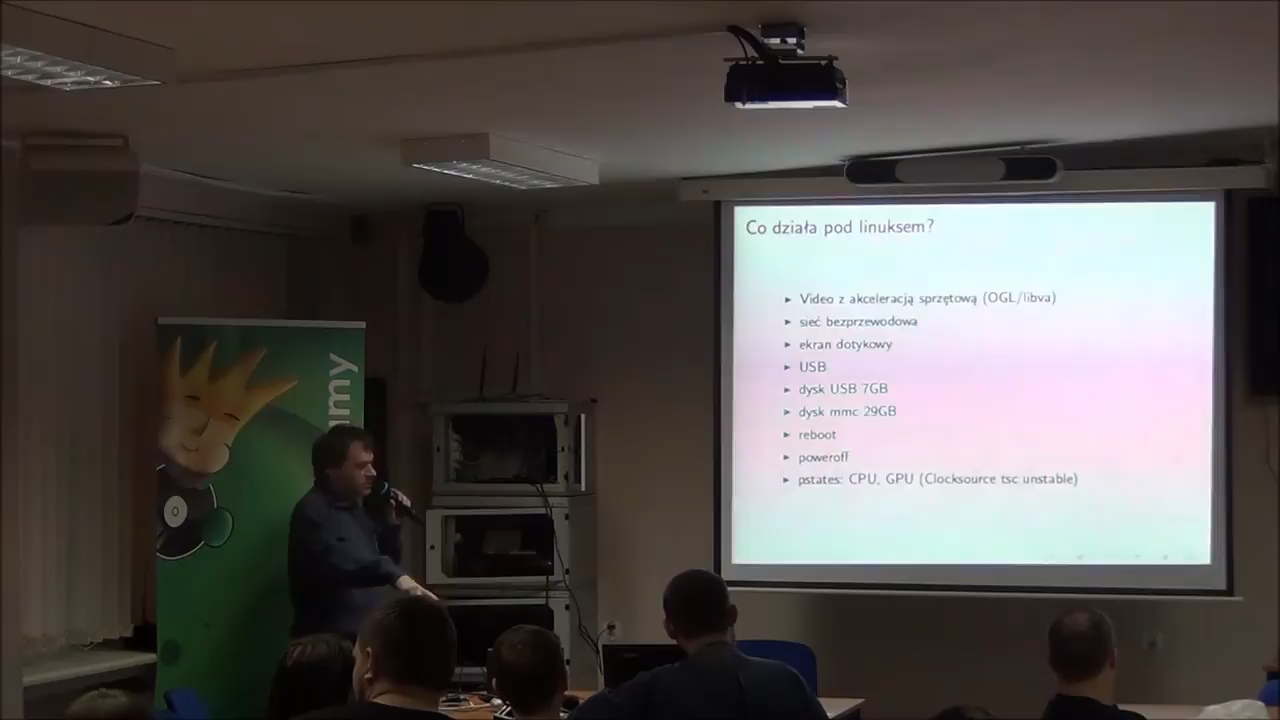 Co działa pod linuksem?
Video z akceleracją sprzętową (OGL/libva)
sieć bezprzewodowa
ekran dotykowy
USB
dysk USB 7GB
dysk mmc 29GB
reboot
poweroff
pstates: CPU, GPU (Clocksource tsc unstable)